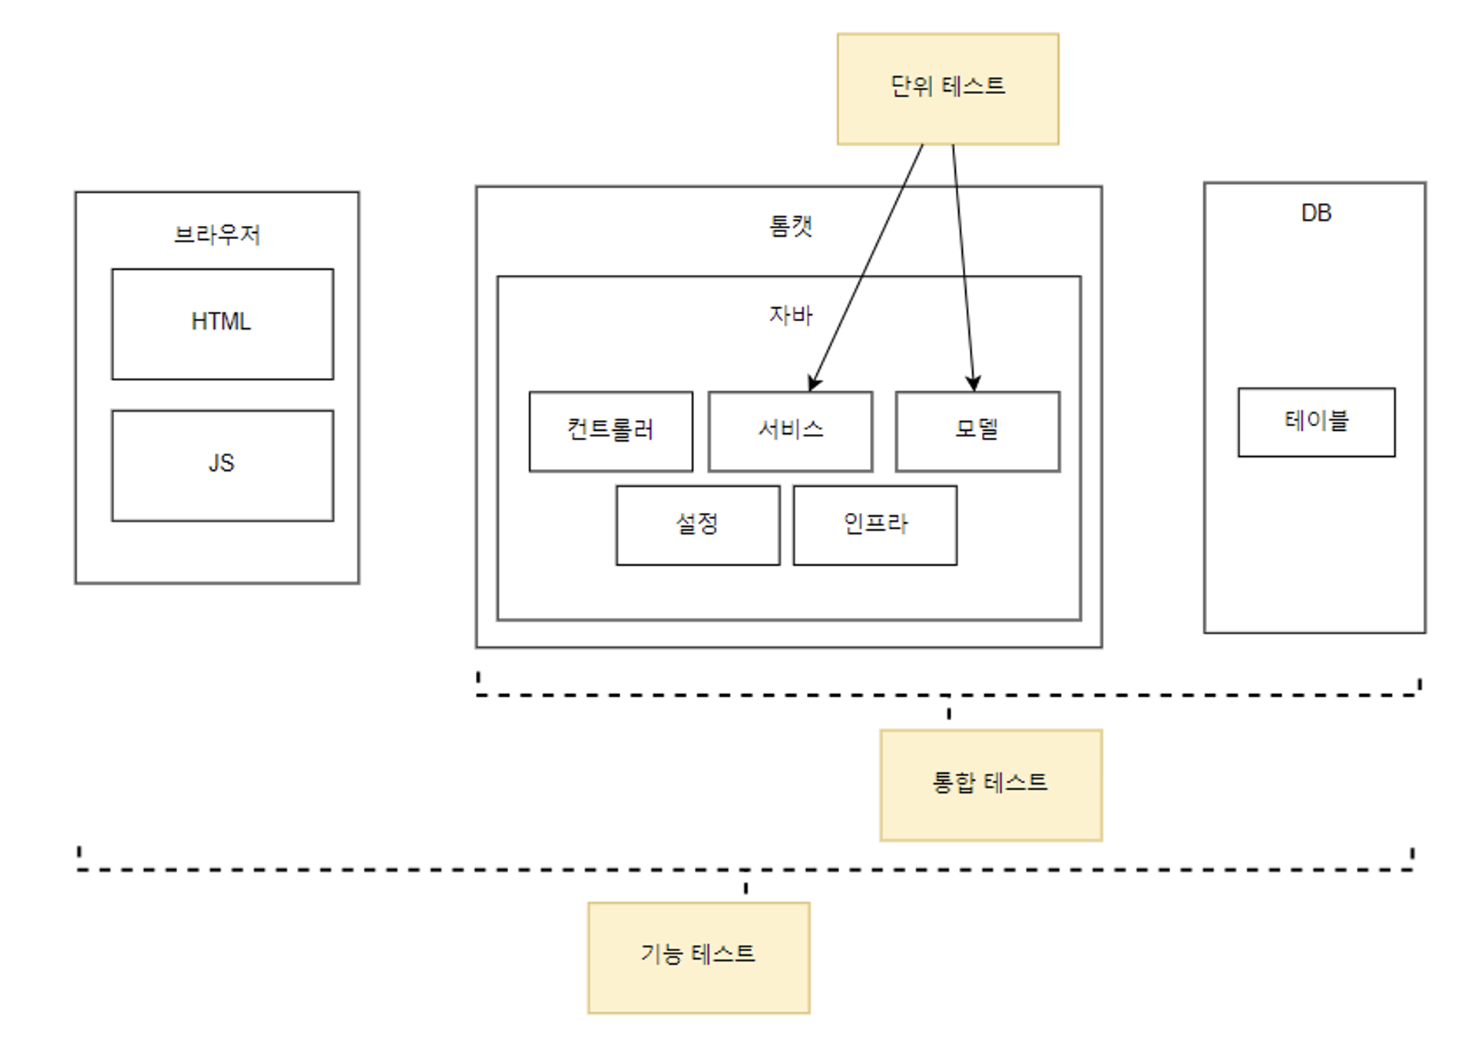 단위 테스트
브라우저
HTML
JS
톰캣
자바
컨트롤러
서비스
모델
설정
인프라
DB
테이블
통합 테스트
기능 테스트